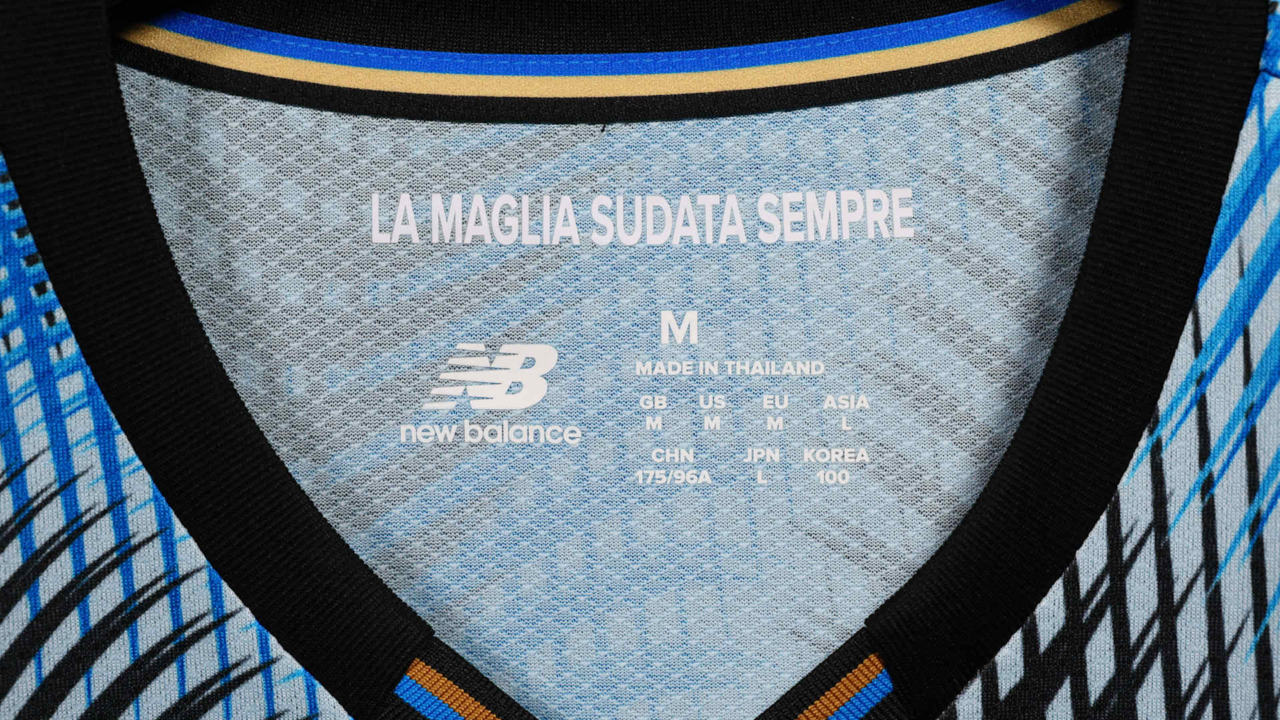 LA MAGLIA SUDATA SEMPRE
M
MADE IN THAILAND
GB US EU ASIA
M M M L
CHN JPN KOREA
175/96A L 100
NB
new balance